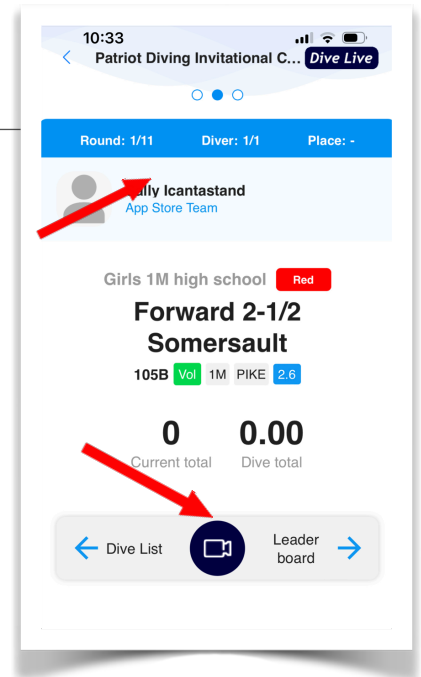 10:33
Patriot Diving Invitational C... Dive Live
Round: 1/11 Diver: 1/1 Place: -
Icantastand
App Store Team
Girls 1M high school Red
Forward 2-1/2
Somersault
105B Vol 1M PIKE 2.6
0 0.00
Current total Dive total
Dive List
Leader
board